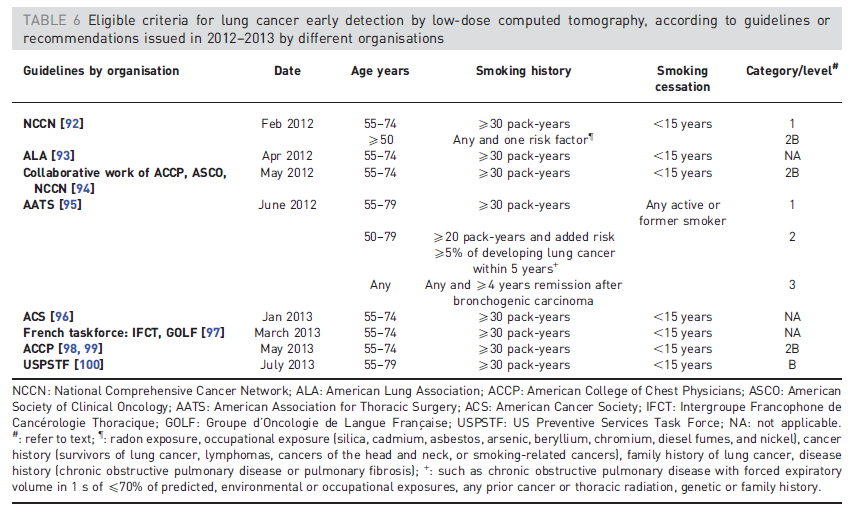 TABLE 6 Eligible criteria for lung cancer early detection by low-dose computed tomography, according to guidelines or
recommendations issued in 2012–2013 by different organisations
Guidelines by organisation Date Age years Smoking history Smoking cessation Category/level#
NCCN [92] Feb 2012 55–74 ⩾30 pack-years <15 years 1
⩾50 Any and one risk factor¶ 2B
ALA [93] Apr 2012 55–74 ⩾30 pack-years <15 years NA
Collaborative work of ACCP, ASCO, May 2012 55–74 ⩾30 pack-years <15 years 2B
NCCN [94]
AATS [95] June 2012 55–79 ⩾30 pack-years Any active or 1
former smoker
50–79 ⩾20 pack-years and added risk 2
⩾5% of developing lung cancer
within 5 years+
Any Any and ⩾4 years remission after 3
bronchogenic carcinoma
ACS [96] Jan 2013 55–74 ⩾30 pack-years <15 years NA
French taskforce: IFCT, GOLF [97] March 2013 55–74 ⩾30 pack-years <15 years NA
ACCP [98, 99] May 2013 55–74 ⩾30 pack-years <15 years 2B
USPSTF [100] July 2013 55–79 ⩾30 pack-years <15 years B
NCCN: National Comprehensive Cancer Network; ALA: American Lung Association; ACCP: American College of Chest Physicians; ASCO: American
Society of Clinical Oncology; AATS: American Association for Thoracic Surgery; ACS: American Cancer Society; IFCT: Intergroupe Francophone de
Cancérologie Thoracique; GOLF: Groupe d'Oncologie de Langue Française; USPSTF: US Preventive Services Task Force; NA: not applicable.
#: refer to text; ¶: radon exposure, occupational exposure (silica, cadmium, asbestos, arsenic, beryllium, chromium, diesel fumes, and nickel), cancer
history (survivors of lung cancer, lymphomas, cancers of the head and neck, or smoking-related cancers), family history of lung cancer, disease
history (chronic obstructive pulmonary disease or pulmonary fibrosis); +: such as chronic obstructive pulmonary disease with forced expiratory
volume in 1 s of ⩽70% of predicted, environmental or occupational exposures, any prior cancer or thoracic radiation, genetic or family history.